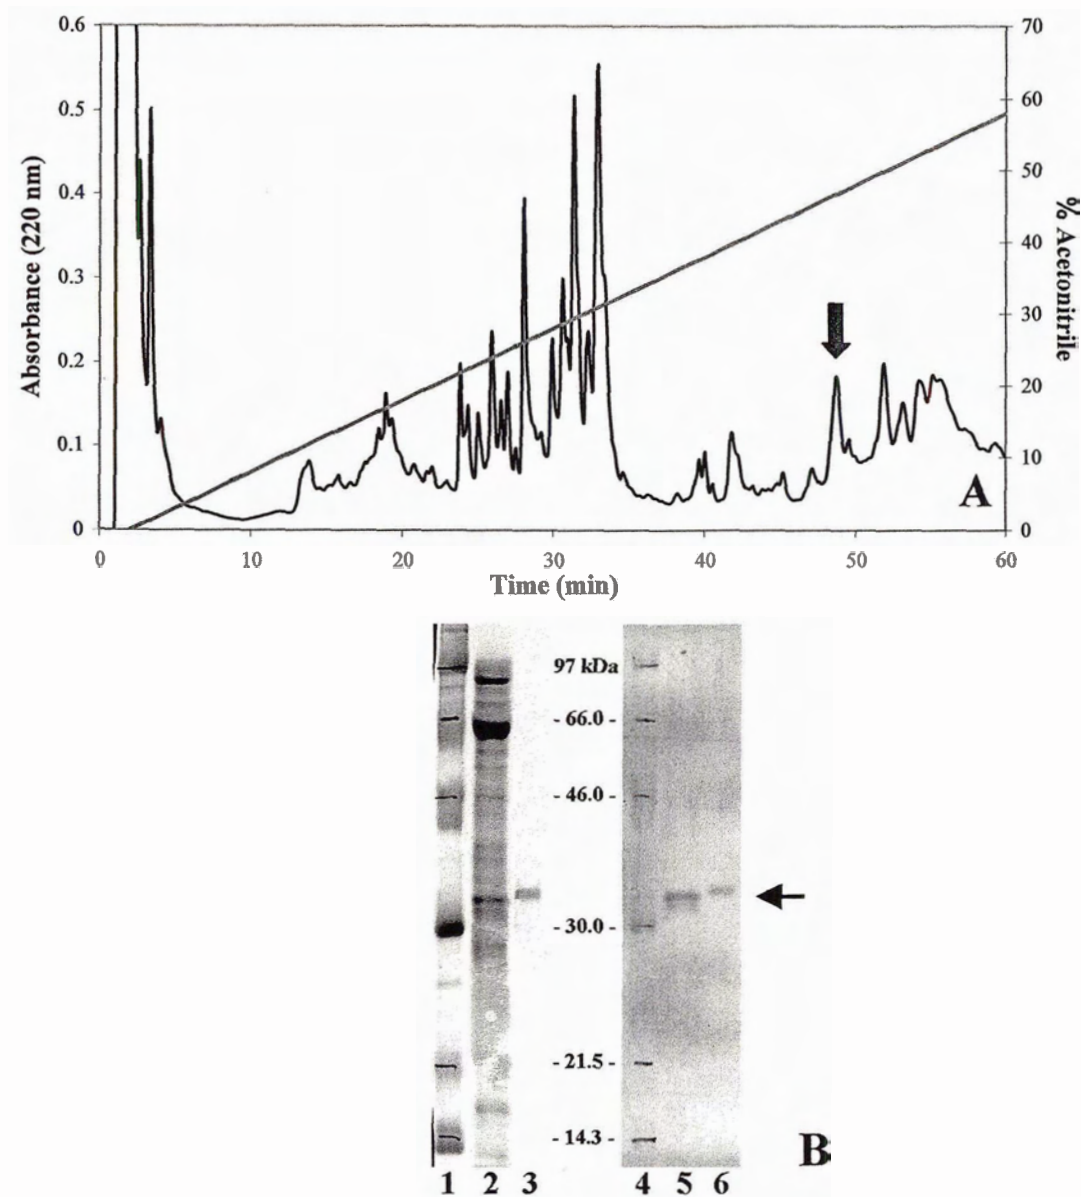 0.6
0.5
0.4
0.3
0.2
0.1
0
Absorbance (220 nm)
70
60
50
40
30
20
10
0
% Acetonitrile
A
0 10 20 30 40 50 60
Time (min)
97 kDa
- 66.0 -
- 46.0 -
- 30.0 -
- 21.5 -
- 14.3 -
B
1 2 3 4 5 6